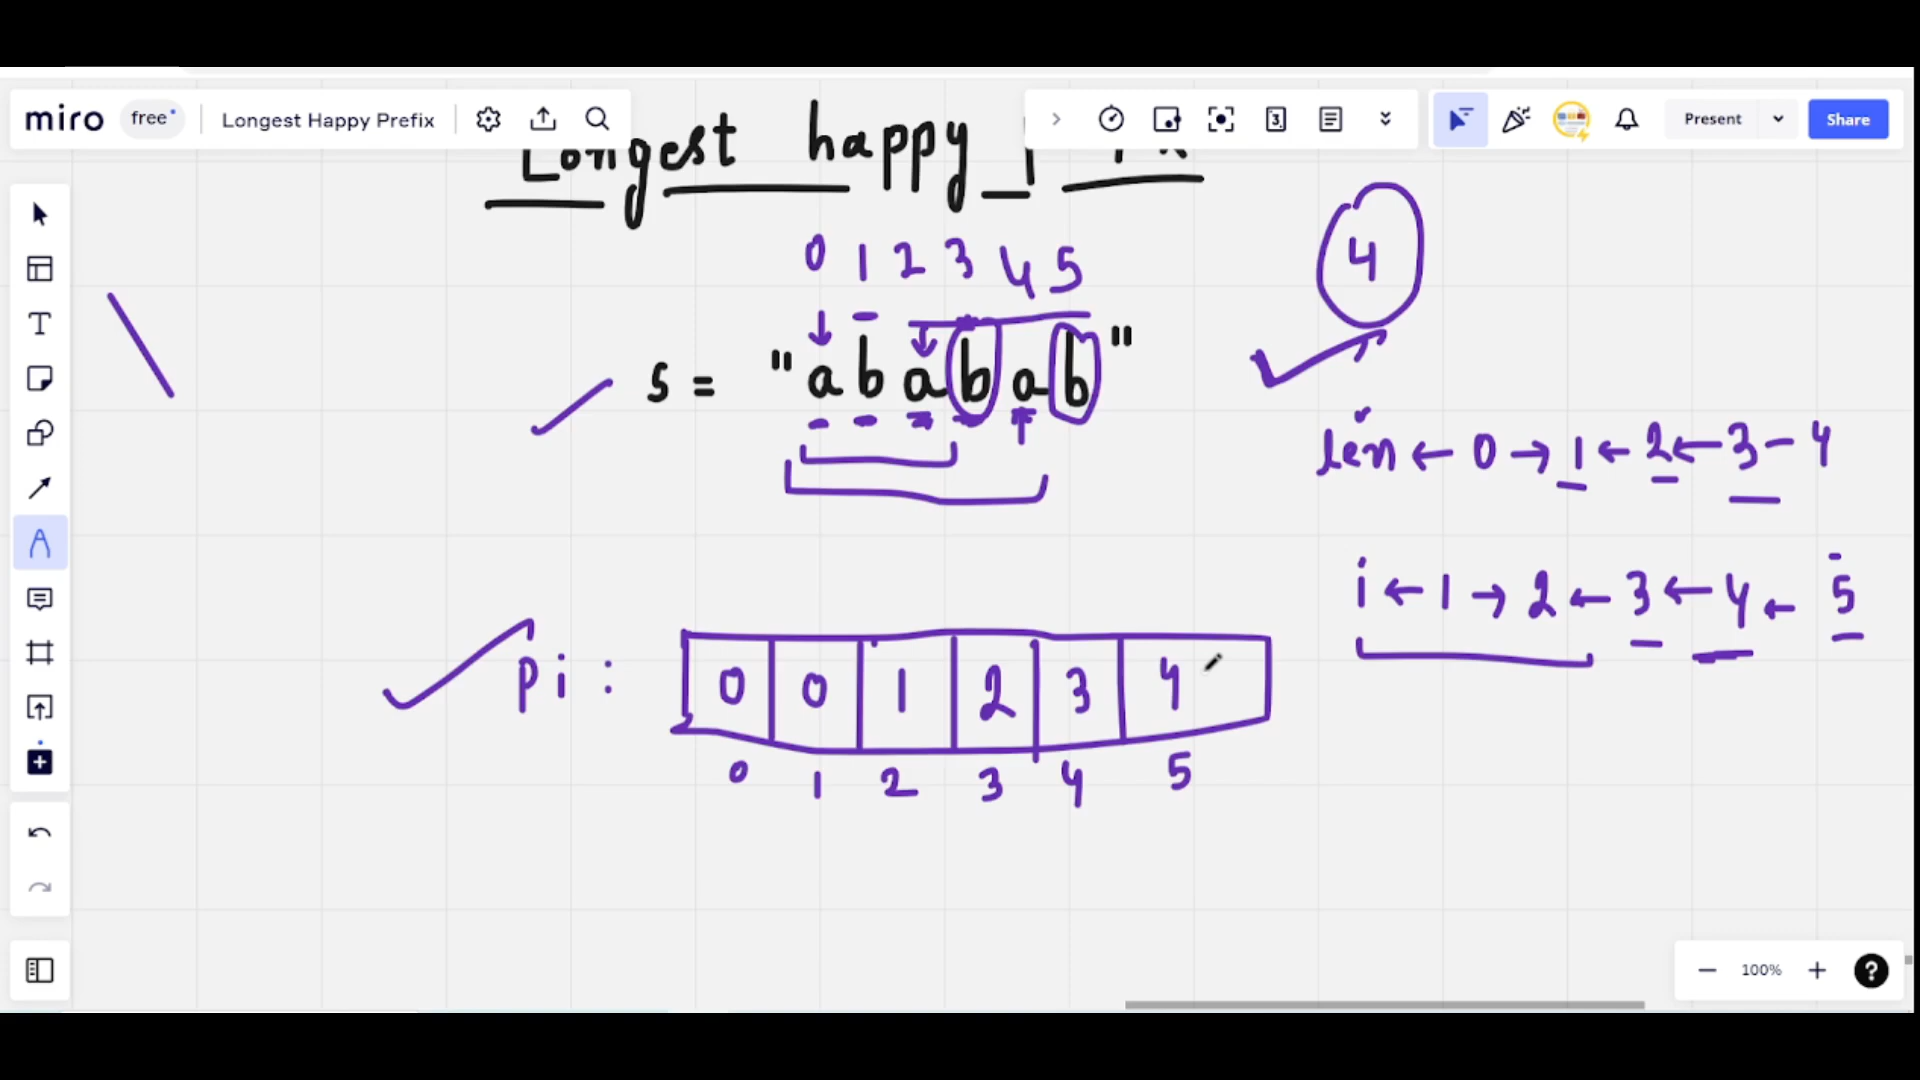 miro free Longest Happy Prefix Present Share
Longest happy
4
0 1 2 3 4 5
s = "ababab"
len ← 0 → 1 ← 2 ← 3 - 4
i ← 1 → 2 ← 3 ← 4 ← 5
pi : 0 0 1 2 3 4
0 1 2 3 4 5
100%